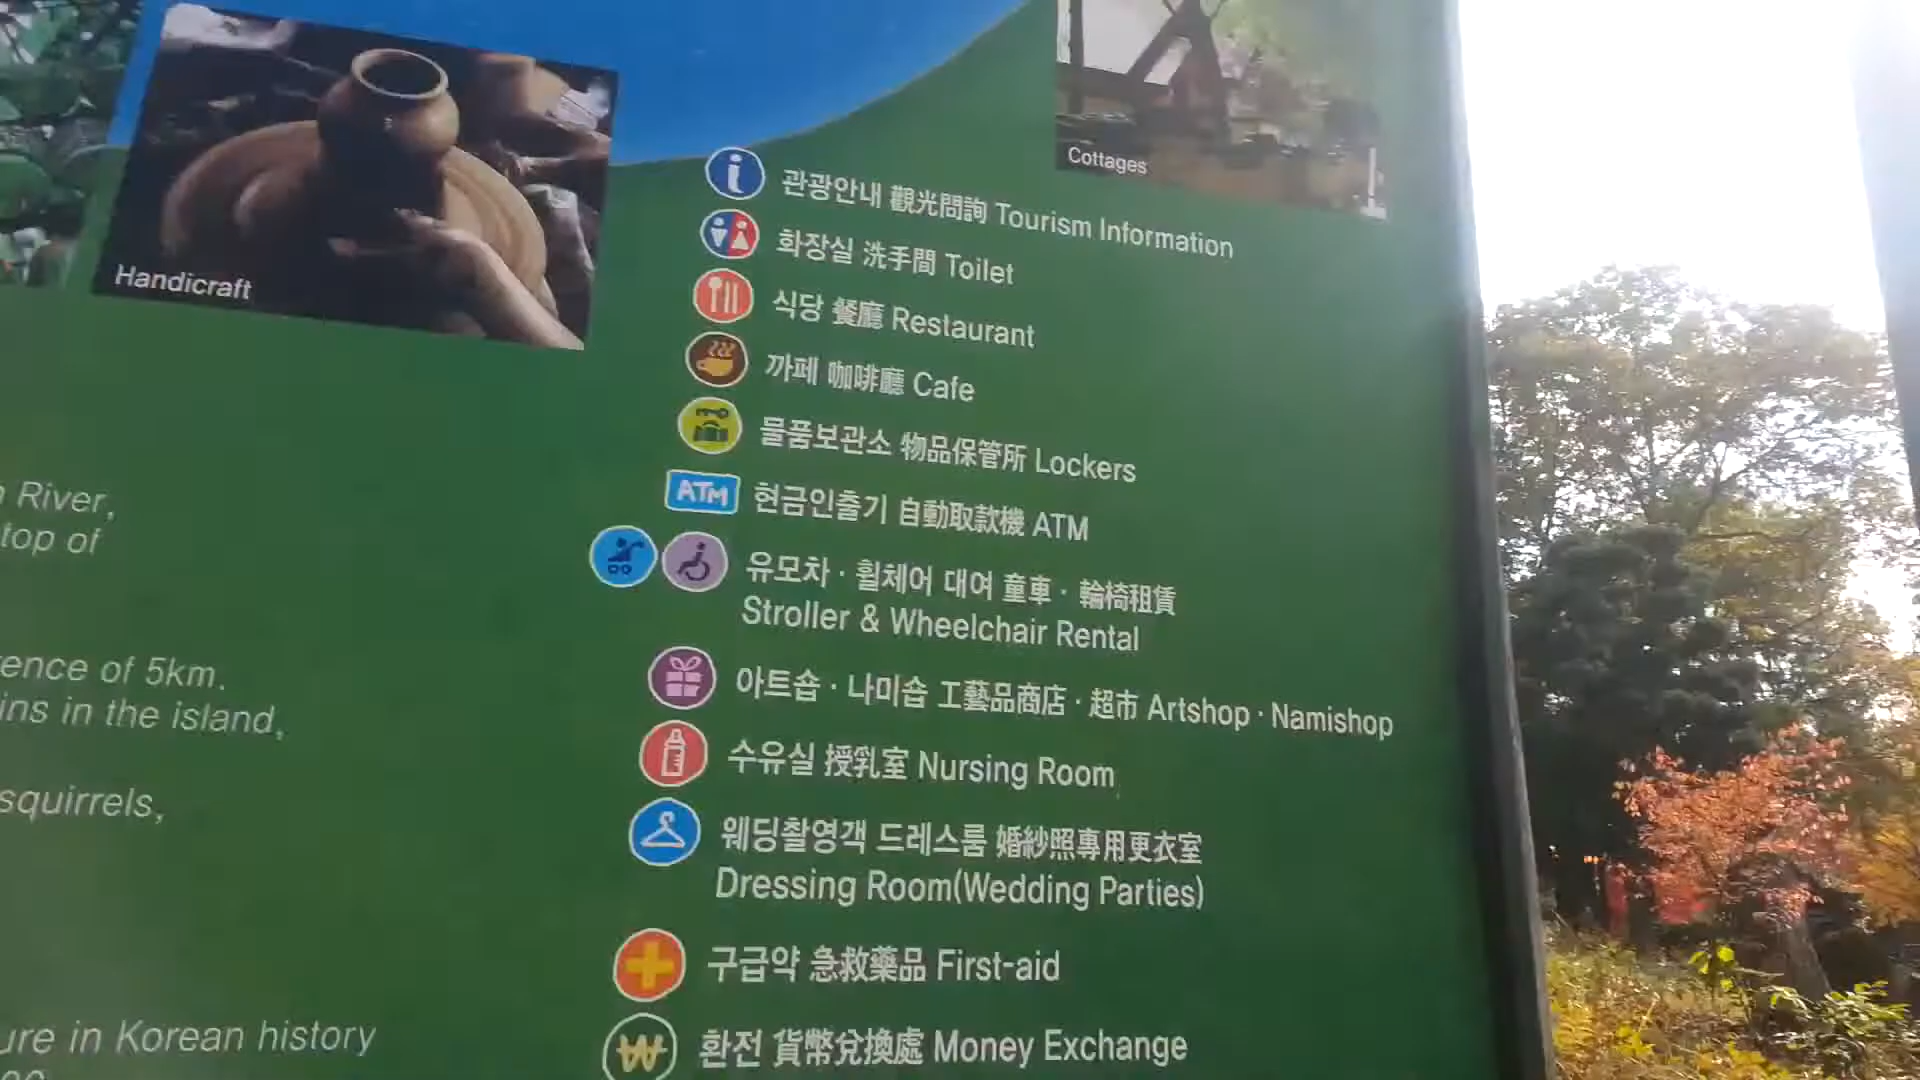 Handicraft
Cottages
관광안내 觀光問詢 Tourism Information
화장실 洗手間 Toilet
식당 餐廳 Restaurant
까페 咖啡廳 Cafe
물품보관소 物品保管所 Lockers
ATM 현금인출기 自動取款機 ATM
유모차 · 휠체어 대여 童車 · 輪椅租賃
Stroller & Wheelchair Rental
아트숍 · 나미숍 工藝品商店 · 超市 Artshop · Namishop
수유실 授乳室 Nursing Room
웨딩촬영객 드레스룸 婚紗照專用更衣室
Dressing Room(Wedding Parties)
구급약 急救藥品 First-aid
환전 貨幣兌換處 Money Exchange
River,
top of
of 5km.
in the island,
squirrels,
in Korean history